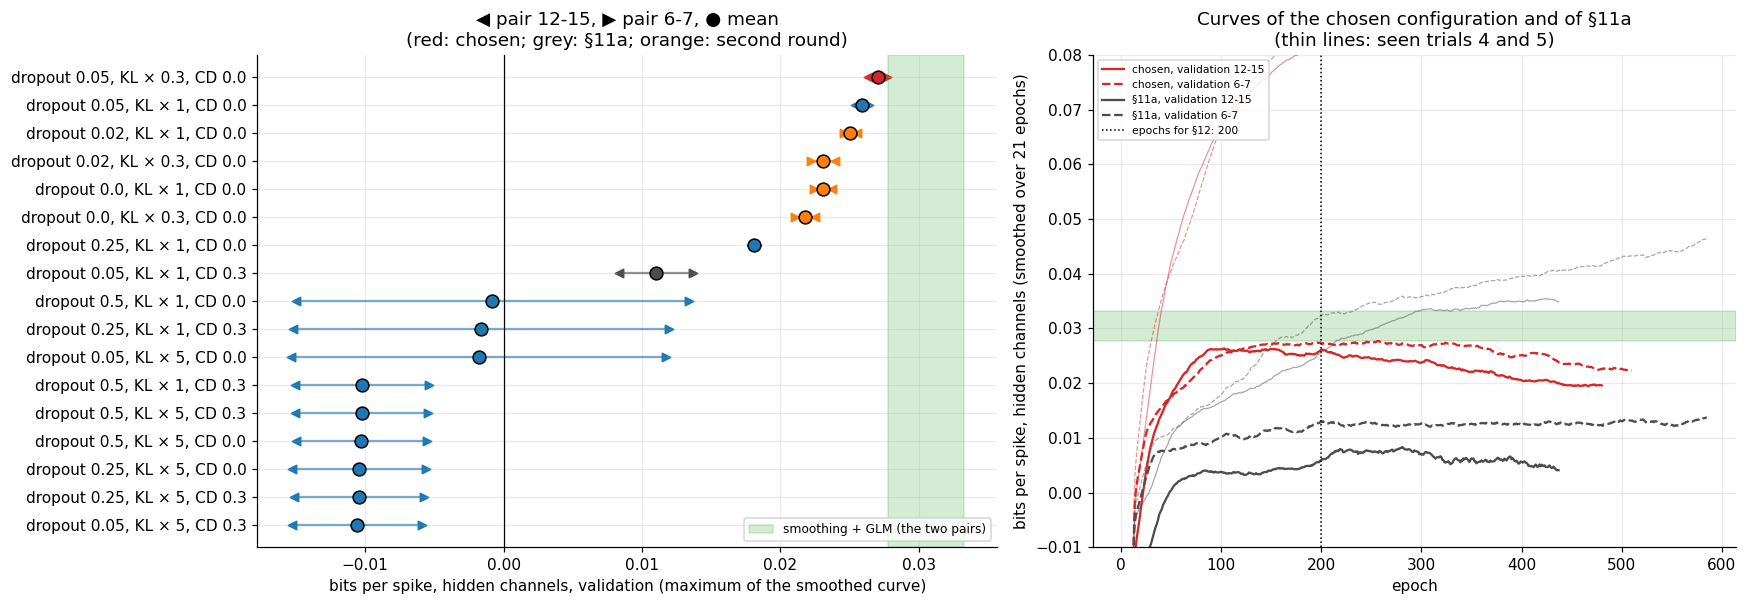 ◀ pair 12-15, ▶ pair 6-7, ● mean
(red: chosen; grey: §11a; orange: second round)
dropout 0.05, KL × 0.3, CD 0.0
dropout 0.05, KL × 1, CD 0.0
dropout 0.02, KL × 1, CD 0.0
dropout 0.02, KL × 0.3, CD 0.0
dropout 0.0, KL × 1, CD 0.0
dropout 0.0, KL × 0.3, CD 0.0
dropout 0.25, KL × 1, CD 0.0
dropout 0.05, KL × 1, CD 0.3
dropout 0.5, KL × 1, CD 0.0
dropout 0.25, KL × 1, CD 0.3
dropout 0.05, KL × 5, CD 0.0
dropout 0.5, KL × 1, CD 0.3
dropout 0.5, KL × 5, CD 0.3
dropout 0.5, KL × 5, CD 0.0
dropout 0.25, KL × 5, CD 0.0
dropout 0.25, KL × 5, CD 0.3
dropout 0.05, KL × 5, CD 0.3
smoothing + GLM (the two pairs)
−0.01 0.00 0.01 0.02 0.03
bits per spike, hidden channels, validation (maximum of the smoothed curve)
Curves of the chosen configuration and of §11a
(thin lines: seen trials 4 and 5)
bits per spike, hidden channels (smoothed over 21 epochs)
0.08
0.07
0.06
0.05
0.04
0.03
0.02
0.01
0.00
−0.01
chosen, validation 12-15
chosen, validation 6-7
§11a, validation 12-15
§11a, validation 6-7
epochs for §12: 200
0 100 200 300 400 500 600
epoch